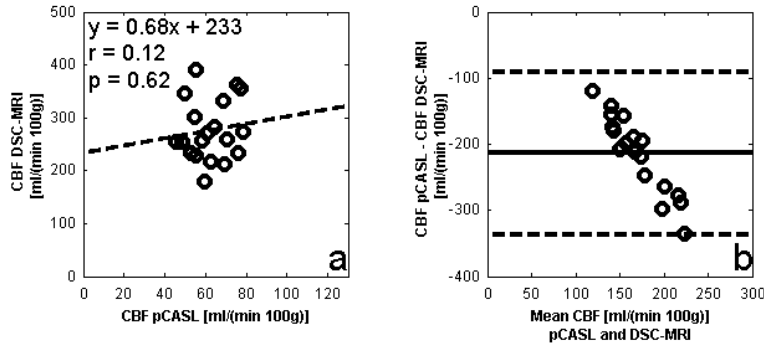 500
400
300
200
100
0
y = 0.68x + 233
r = 0.12
p = 0.62
a
0 20 40 60 80 100 120
CBF pCASL [ml/(min 100g)]
CBF DSC-MRI
[ml/(min 100g)]
0
-100
-200
-300
-400
b
0 50 100 150 200 250 300
Mean CBF [ml/(min 100g)]
pCASL and DSC-MRI
CBF pCASL - CBF DSC-MRI
[ml/(min 100g)]